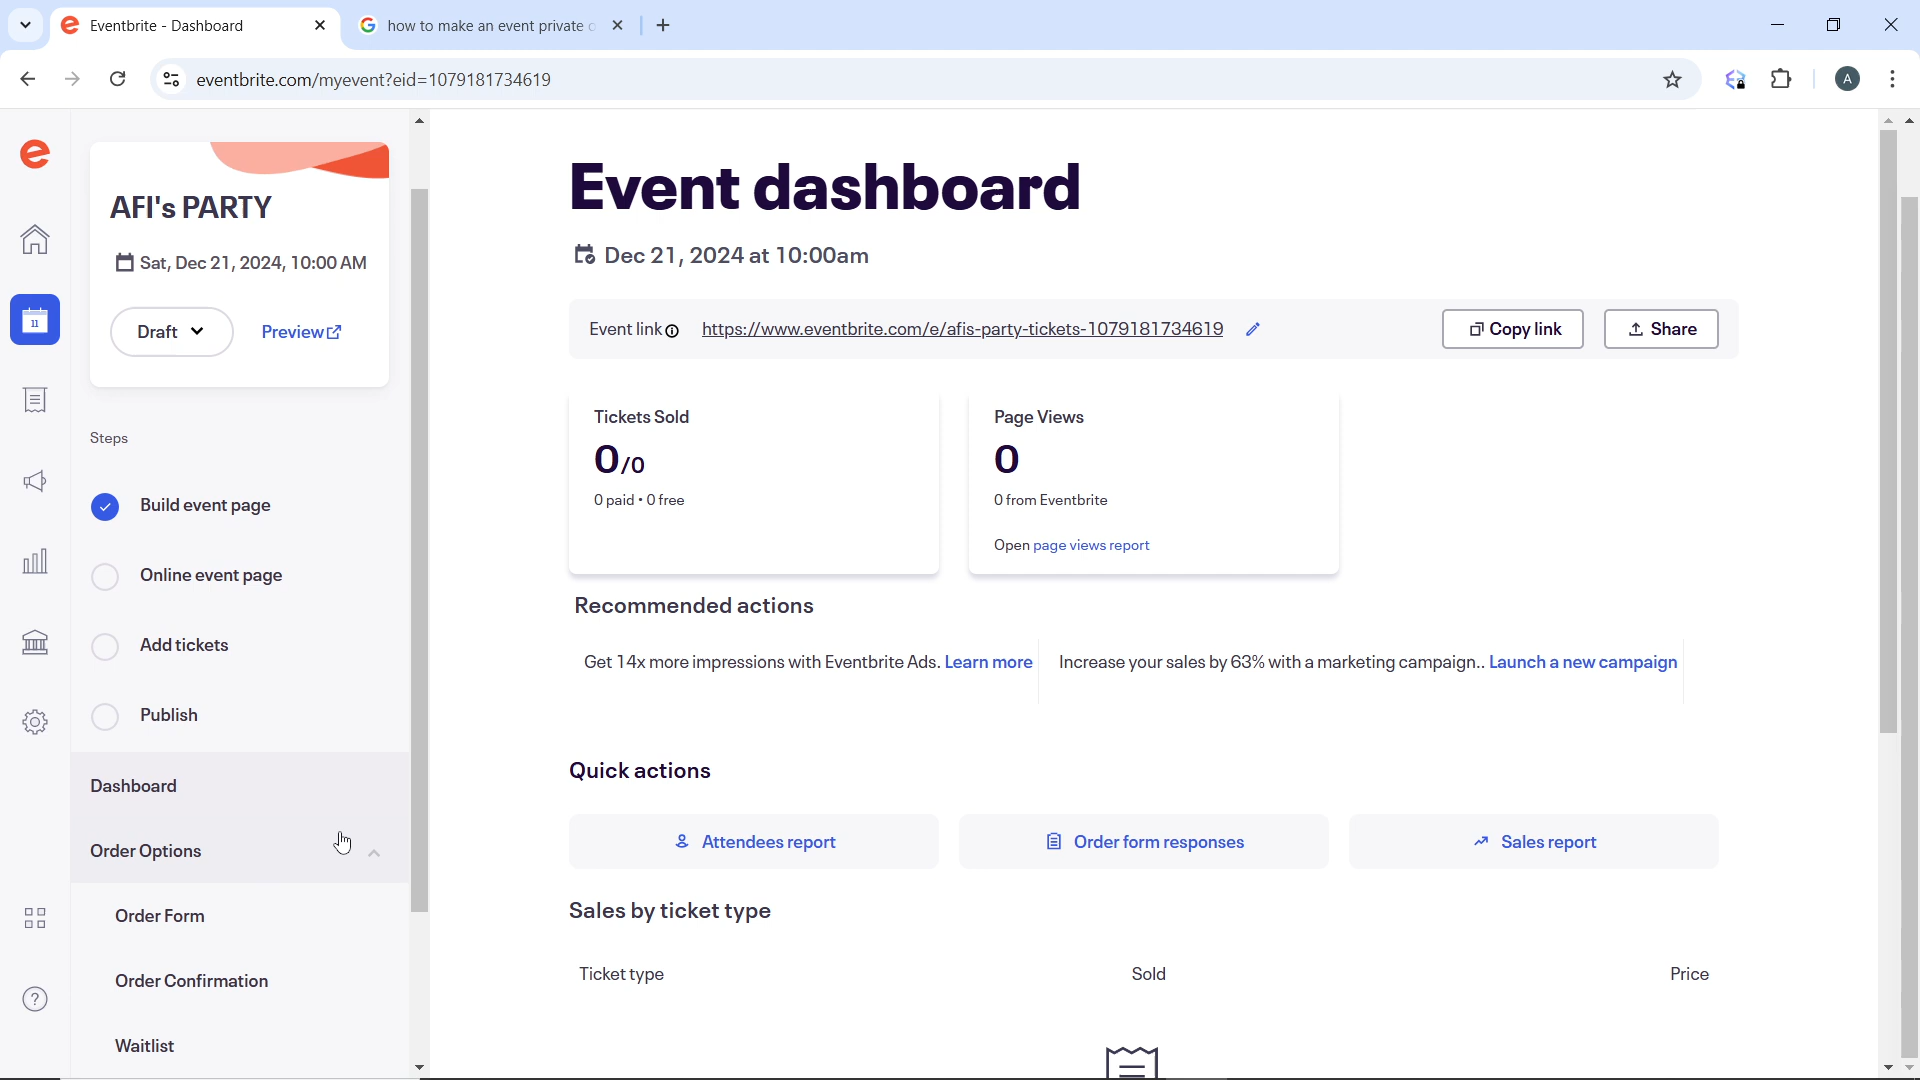 Eventbrite - Dashboard
how to make an event private o
eventbrite.com/myevent?eid=1079181734619
A
AFI's PARTY
Sat, Dec 21, 2024, 10:00 AM
Draft
Preview
Steps
Build event page
Online event page
Add tickets
Publish
Dashboard
Order Options
Order Form
Order Confirmation
Waitlist
11
Event dashboard
Dec 21, 2024 at 10:00am
Event link
https://www.eventbrite.com/e/afis-party-tickets-1079181734619
Copy link
Share
Tickets Sold
0/0
0 paid • 0 free
Page Views
0
0 from Eventbrite
Open page views report
Recommended actions
Get 14x more impressions with Eventbrite Ads. Learn more
Increase your sales by 63% with a marketing campaign.. Launch a new campaign
Quick actions
Attendees report
Order form responses
Sales report
Sales by ticket type
Ticket type
Sold
Price